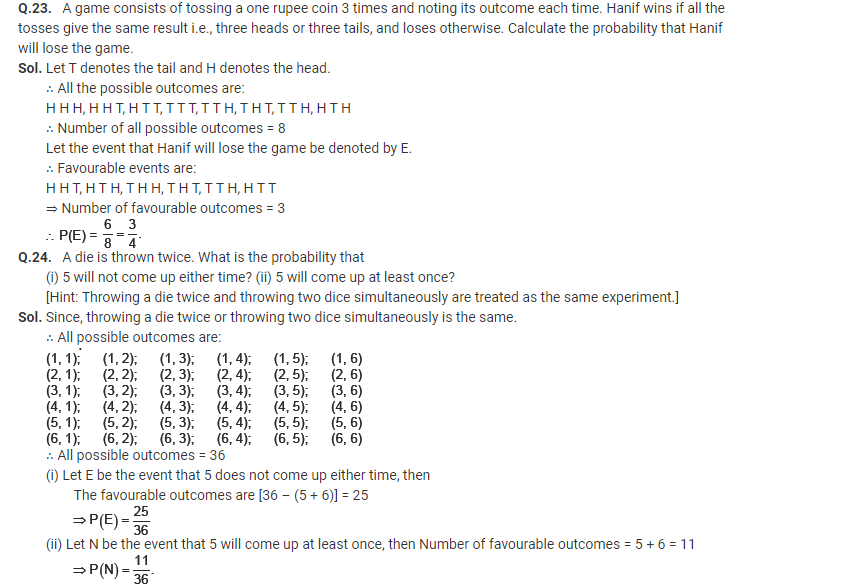 Q.23. A game consists of tossing a one rupee coin 3 times and noting its outcome each time. Hanif wins if all the
tosses give the same result i.e., three heads or three tails, and loses otherwise. Calculate the probability that Hanif
will lose the game.
Sol. Let T denotes the tail and H denotes the head.
∴ All the possible outcomes are:
H H H, H H T, H T T, T T T, T T H, T H T, T T H, H T H
∴ Number of all possible outcomes = 8
Let the event that Hanif will lose the game be denoted by E.
∴ Favourable events are:
H H T, H T H, T H H, T H T, T T H, H T T
⇒ Number of favourable outcomes = 3
∴ P(E) = 6/8 = 3/4.
Q.24. A die is thrown twice. What is the probability that
(i) 5 will not come up either time? (ii) 5 will come up at least once?
[Hint: Throwing a die twice and throwing two dice simultaneously are treated as the same experiment.]
Sol. Since, throwing a die twice or throwing two dice simultaneously is the same.
∴ All possible outcomes are:
(1, 1); (1, 2); (1, 3); (1, 4); (1, 5); (1, 6)
(2, 1); (2, 2); (2, 3); (2, 4); (2, 5); (2, 6)
(3, 1); (3, 2); (3, 3); (3, 4); (3, 5); (3, 6)
(4, 1); (4, 2); (4, 3); (4, 4); (4, 5); (4, 6)
(5, 1); (5, 2); (5, 3); (5, 4); (5, 5); (5, 6)
(6, 1); (6, 2); (6, 3); (6, 4); (6, 5); (6, 6)
∴ All possible outcomes = 36
(i) Let E be the event that 5 does not come up either time, then
The favourable outcomes are [36 – (5 + 6)] = 25
⇒ P(E) = 25/36
(ii) Let N be the event that 5 will come up at least once, then Number of favourable outcomes = 5 + 6 = 11
⇒ P(N) = 11/36.